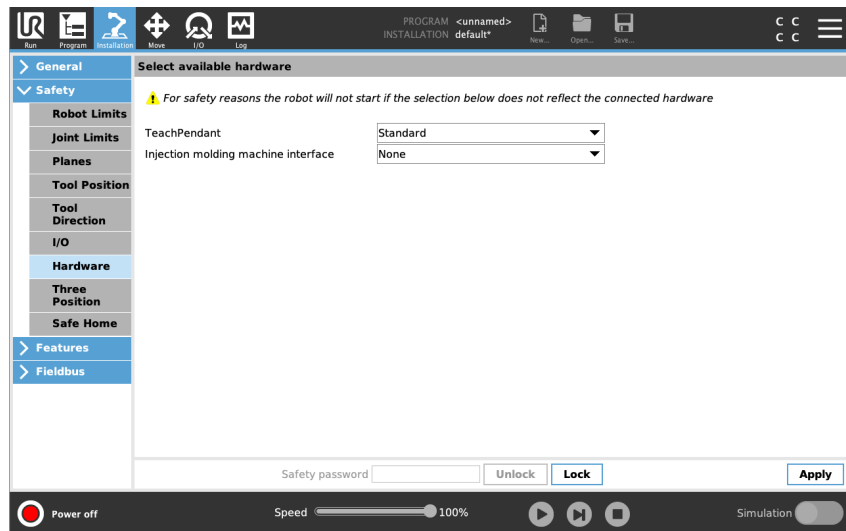 UR
PROGRAM <unnamed>
INSTALLATION default*
C C
C C
Run Program Installation Move I/O Log New... Open... Save...
General
Safety
Robot Limits
Joint Limits
Planes
Tool Position
Tool
Direction
I/O
Hardware
Three
Position
Safe Home
Features
Fieldbus
Select available hardware
! For safety reasons the robot will not start if the selection below does not reflect the connected hardware
TeachPendant Standard
Injection molding machine interface None
Safety password Unlock Lock Apply
Power off Speed 100% Simulation